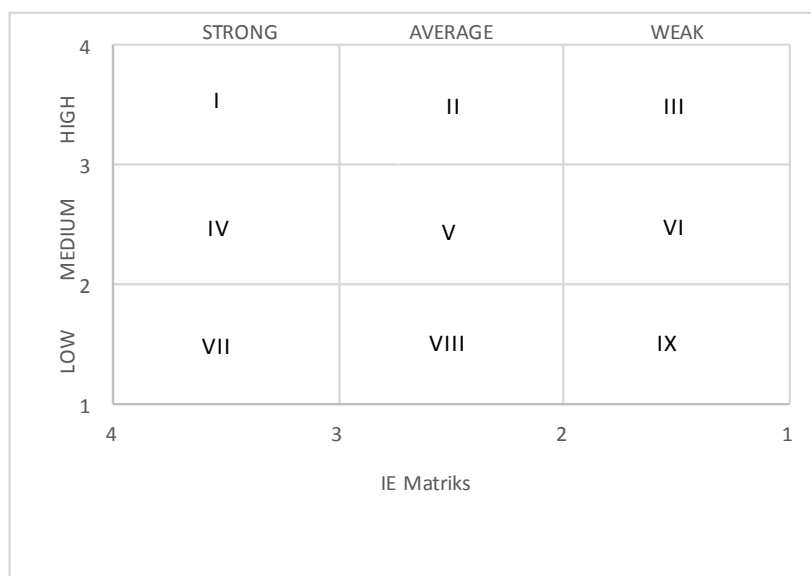 STRONG AVERAGE WEAK
4
HIGH
I II III
3
MEDIUM
IV V VI
2
LOW
VII VIII IX
1
4 3 2 1
IE Matriks